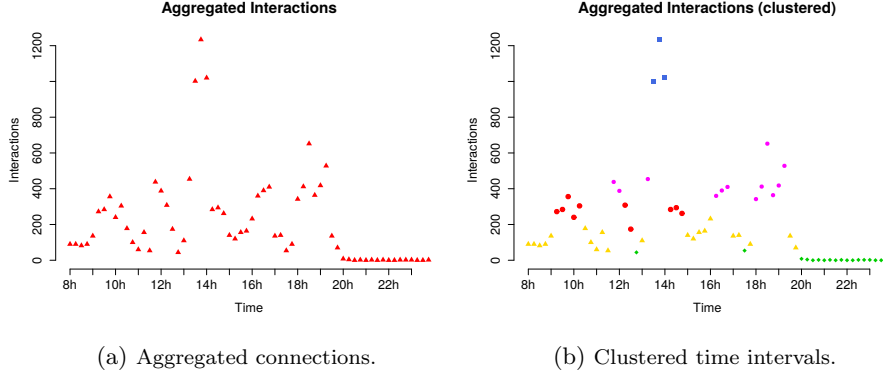 Aggregated Interactions
Interactions
0 200 400 600 800 1200
8h 10h 12h 14h 16h 18h 20h 22h
Time
(a) Aggregated connections.
Aggregated Interactions (clustered)
Interactions
0 200 400 600 800 1200
8h 10h 12h 14h 16h 18h 20h 22h
Time
(b) Clustered time intervals.